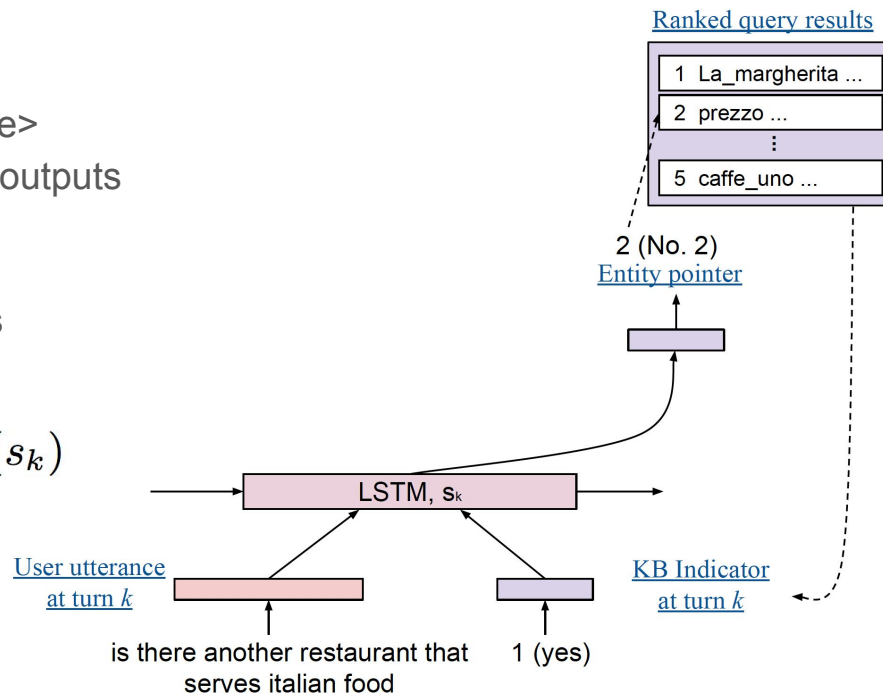 Ranked query results
1 La_margherita ...
e>
2 prezzo ...
outputs
⋮
5 caffe_uno ...
2 (No. 2)
Entity pointer
s
(sₖ)
LSTM, sₖ
User utterance
at turn k
KB Indicator
at turn k
is there another restaurant that
serves italian food
1 (yes)